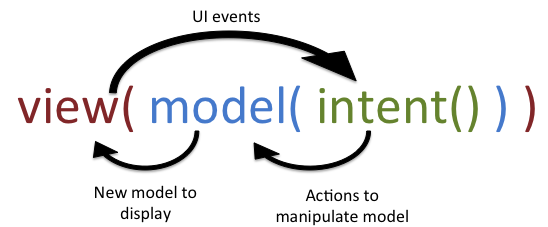 UI events
view( model( intent() ) )
New model to
display
Actions to
manipulate model